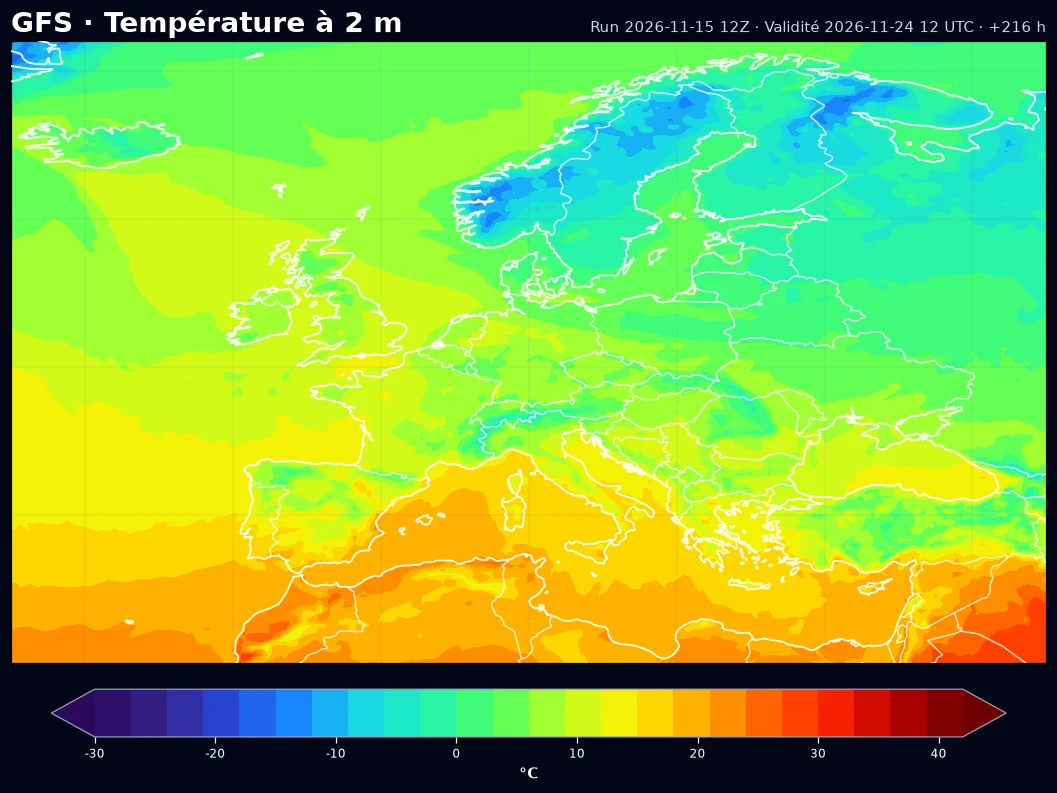 GFS · Température à 2 m
Run 2026-11-15 12Z · Validité 2026-11-24 12 UTC · +216 h
-30 -20 -10 0 10 20 30 40
°C